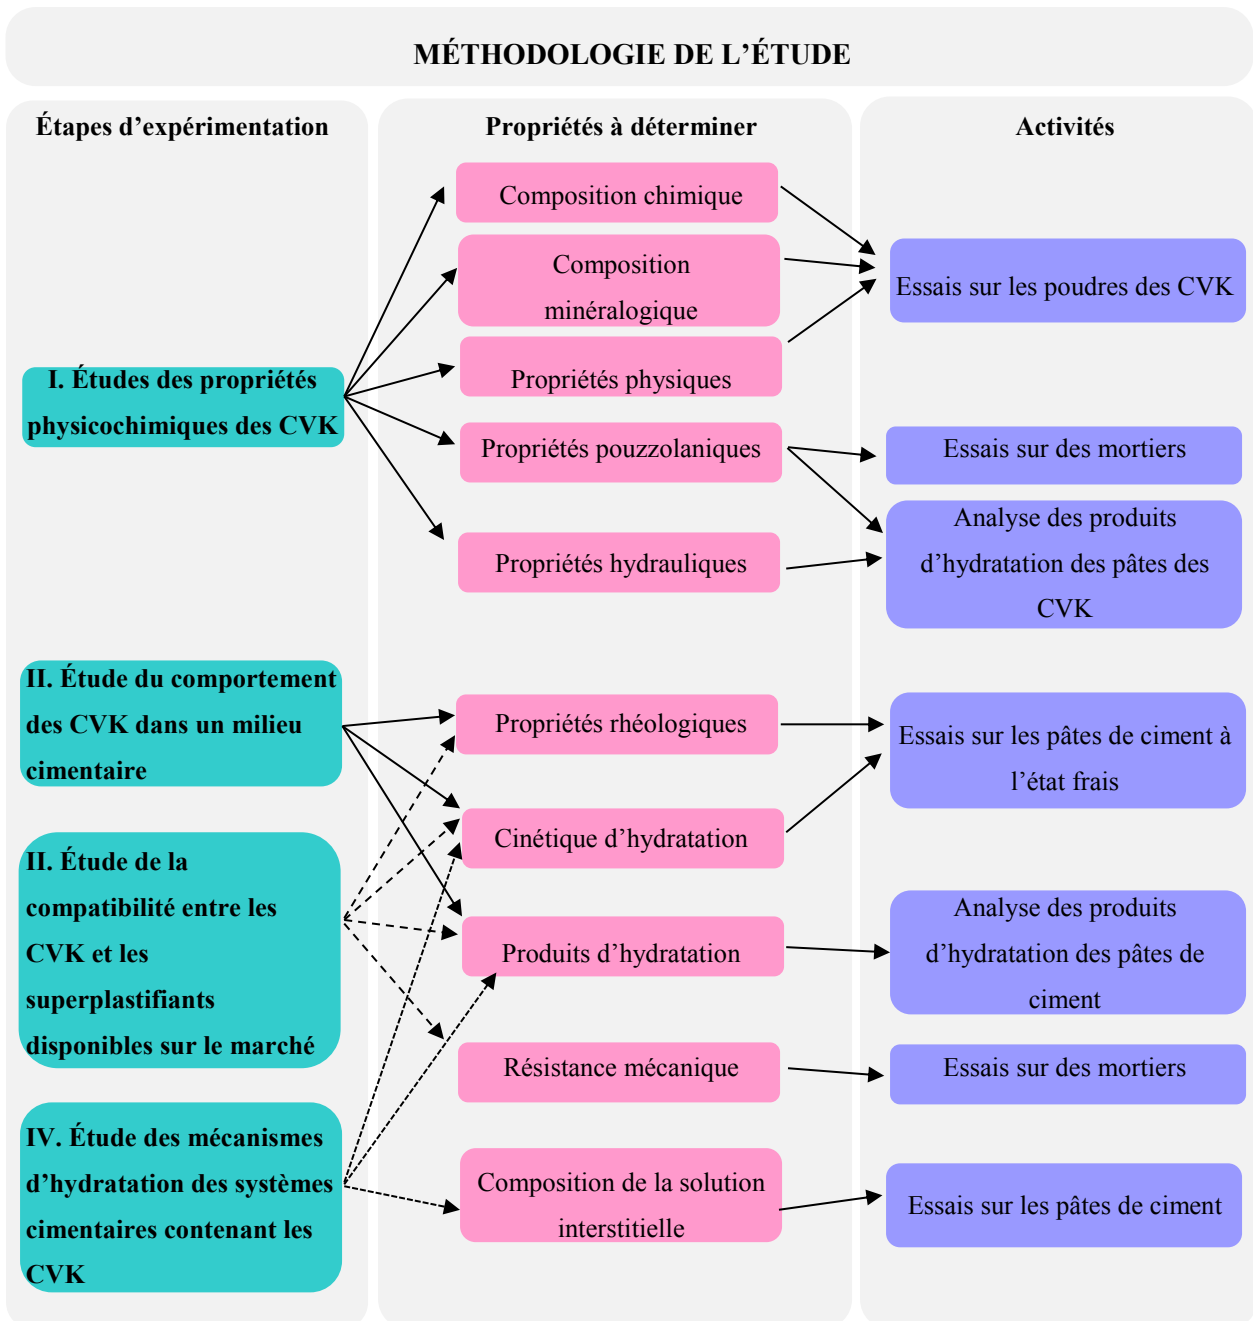 MÉTHODOLOGIE DE L’ÉTUDE
Étapes d’expérimentation
I. Études des propriétés
physicochimiques des CVK
II. Étude du comportement
des CVK dans un milieu
cimentaire
II. Étude de la
compatibilité entre les
CVK et les
superplastifiants
disponibles sur le marché
IV. Étude des mécanismes
d’hydratation des systèmes
cimentaires contenant les
CVK
Propriétés à déterminer
Composition chimique
Composition
minéralogique
Propriétés physiques
Propriétés pouzzolaniques
Propriétés hydrauliques
Propriétés rhéologiques
Cinétique d’hydratation
Produits d’hydratation
Résistance mécanique
Composition de la solution
interstitielle
Activités
Essais sur les poudres des CVK
Essais sur des mortiers
Analyse des produits
d’hydratation des pâtes des
CVK
Essais sur les pâtes de ciment à
l’état frais
Analyse des produits
d’hydratation des pâtes de
ciment
Essais sur des mortiers
Essais sur les pâtes de ciment